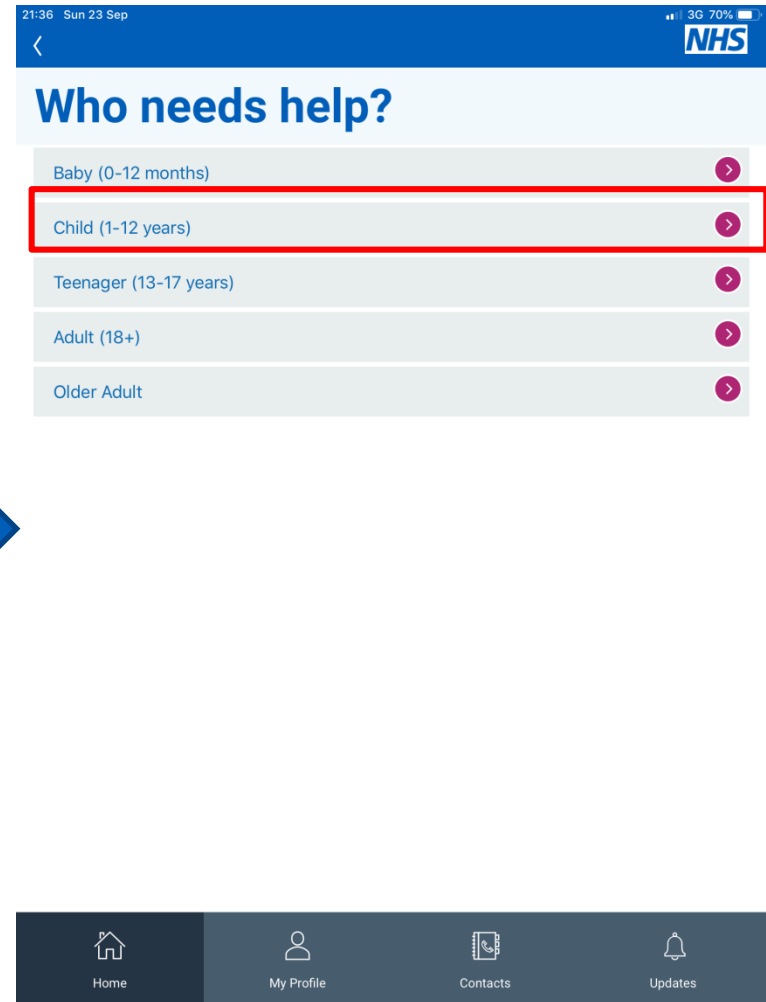 21:36 Sun 23 Sep 3G 70%
NHS
Who needs help?
Baby (0-12 months)
Child (1-12 years)
Teenager (13-17 years)
Adult (18+)
Older Adult
Home My Profile Contacts Updates